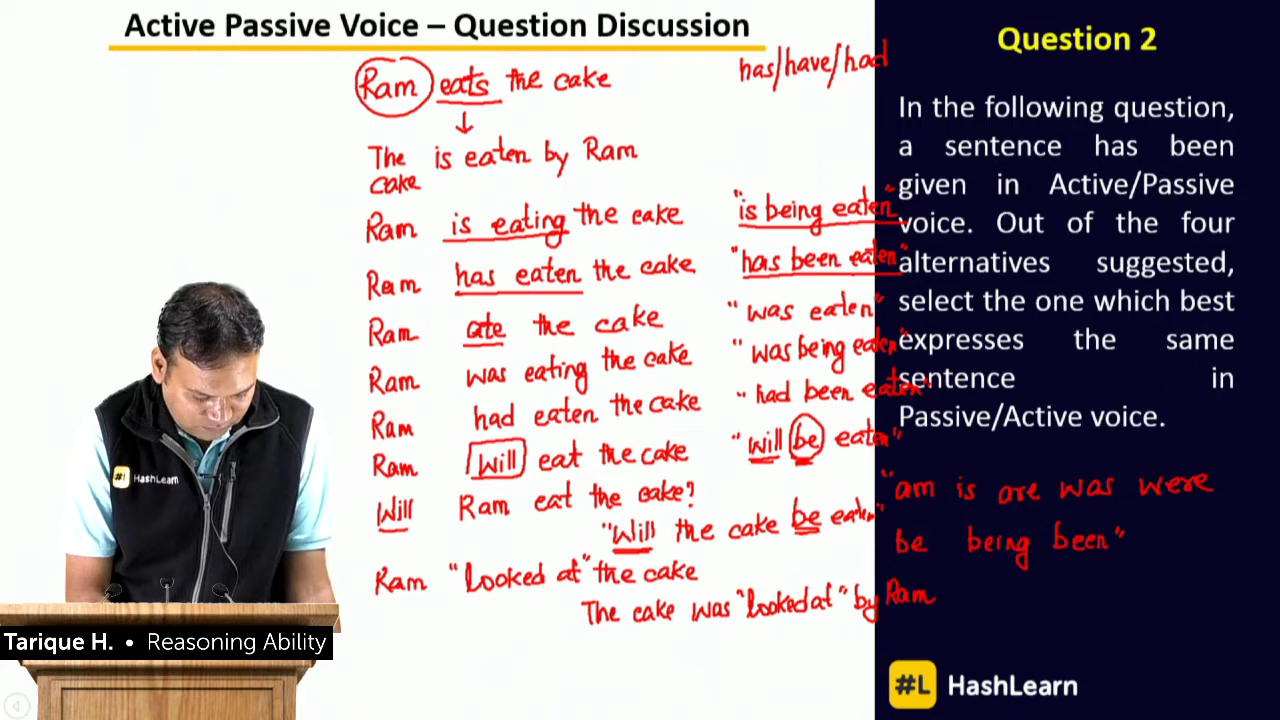 Active Passive Voice – Question Discussion
Ram eats the cake
has/have/had
The cake is eaten by Ram
Ram is eating the cake
"is being eaten"
Ram has eaten the cake
"has been eaten"
Ram ate the cake
"was eaten"
Ram was eating the cake
"was being eaten"
Ram had eaten the cake
"had been eaten"
Ram will eat the cake
"will be eaten"
Will Ram eat the cake?
"Will the cake be eaten"
Ram "looked at" the cake
The cake was "looked at" by Ram
Question 2
In the following question,
a sentence has been
given in Active/Passive
voice. Out of the four
alternatives suggested,
select the one which best
expresses the same
sentence in
Passive/Active voice.
"am is are was were
be being been"
#L HashLearn
#L HashLearn
Tarique H. • Reasoning Ability